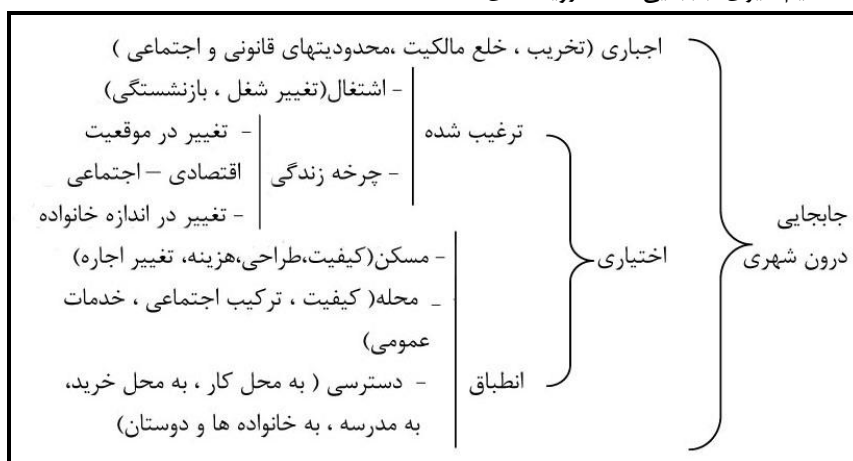 اجباری (تخریب ، خلع مالکیت ،محدودیتهای قانونی و اجتماعی )
- اشتغال(تغییر شغل ، بازنشستگی)
ترغیب شده
- چرخه زندگی
- تغییر در موقعیت
اقتصادی – اجتماعی
- تغییر در اندازه خانواده
جابجایی
درون شهری
اختیاری
- مسکن(کیفیت،طراحی،هزینه، تغییر اجاره)
- محله( کیفیت ، ترکیب اجتماعی ، خدمات
عمومی)
انطباق
- دسترسی ( به محل کار ، به محل خرید،
به مدرسه ، به خانواده ها و دوستان)